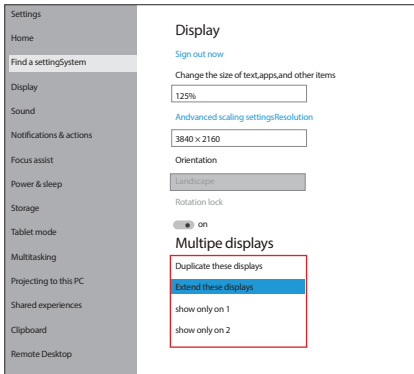 Settings
Home
Find a settingSystem
Display
Sound
Notifications & actions
Focus assist
Power & sleep
Storage
Tablet mode
Multitasking
Projecting to this PC
Shared experiences
Clipboard
Remote Desktop
Display
Sign out now
Change the size of text,apps,and other items
125%
Andvanced scaling settingsResolution
3840 × 2160
Orientation
Landscape
Rotation lock
on
Multipe displays
Duplicate these displays
Extend these displays
show only on 1
show only on 2